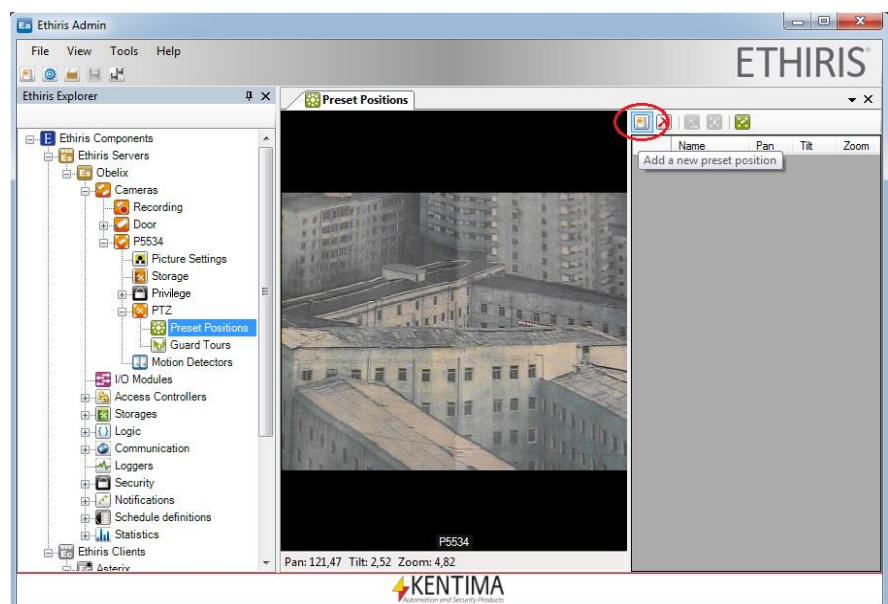 Ethiris Admin
File View Tools Help
ETHIRIS
Ethiris Explorer
Preset Positions
Ethiris Components
Ethiris Servers
Obelix
Cameras
Recording
Door
P5534
Picture Settings
Storage
Privilege
PTZ
Preset Positions
Guard Tours
Motion Detectors
I/O Modules
Access Controllers
Storages
Logic
Communication
Loggers
Security
Notifications
Schedule definitions
Statistics
Ethiris Clients
Asterix
Name Pan Tilt Zoom
Add a new preset position
P5534
Pan: 121,47 Tilt: 2,52 Zoom: 4,82
KENTIMA
Automation and Security Products